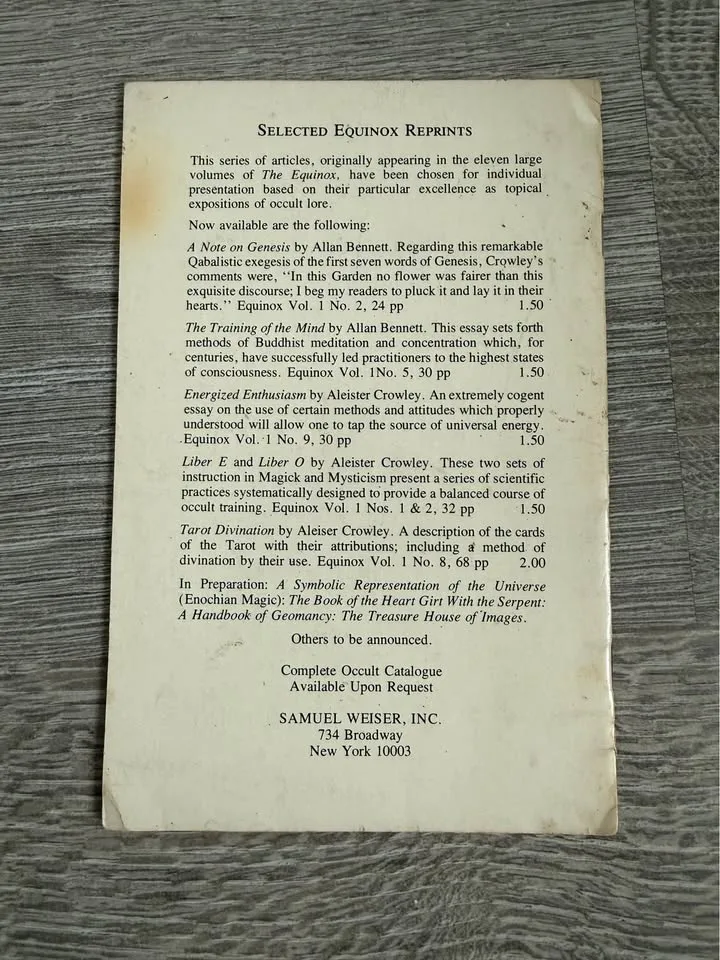 SELECTED EQUINOX REPRINTS
This series of articles, originally appearing in the eleven large
volumes of The Equinox, have been chosen for individual
presentation based on their particular excellence as topical
expositions of occult lore.
Now available are the following:
A Note on Genesis by Allan Bennett. Regarding this remarkable
Qabalistic exegesis of the first seven words of Genesis, Crowley's
comments were, "In this Garden no flower was fairer than this
exquisite discourse; I beg my readers to pluck it and lay it in their
hearts." Equinox Vol. 1 No. 2, 24 pp 1.50
The Training of the Mind by Allan Bennett. This essay sets forth
methods of Buddhist meditation and concentration which, for
centuries, have successfully led practitioners to the highest states
of consciousness. Equinox Vol. 1No. 5, 30 pp 1.50
Energized Enthusiasm by Aleister Crowley. An extremely cogent
essay on the use of certain methods and attitudes which properly
understood will allow one to tap the source of universal energy.
Equinox Vol. 1 No. 9, 30 pp 1.50
Liber E and Liber O by Aleister Crowley. These two sets of
instruction in Magick and Mysticism present a series of scientific
practices systematically designed to provide a balanced course of
occult training. Equinox Vol. 1 Nos. 1 & 2, 32 pp 1.50
Tarot Divination by Aleiser Crowley. A description of the cards
of the Tarot with their attributions; including a method of
divination by their use. Equinox Vol. 1 No. 8, 68 pp 2.00
In Preparation: A Symbolic Representation of the Universe
(Enochian Magic): The Book of the Heart Girt With the Serpent:
A Handbook of Geomancy: The Treasure House of Images.
Others to be announced.
Complete Occult Catalogue
Available Upon Request
SAMUEL WEISER, INC.
734 Broadway
New York 10003